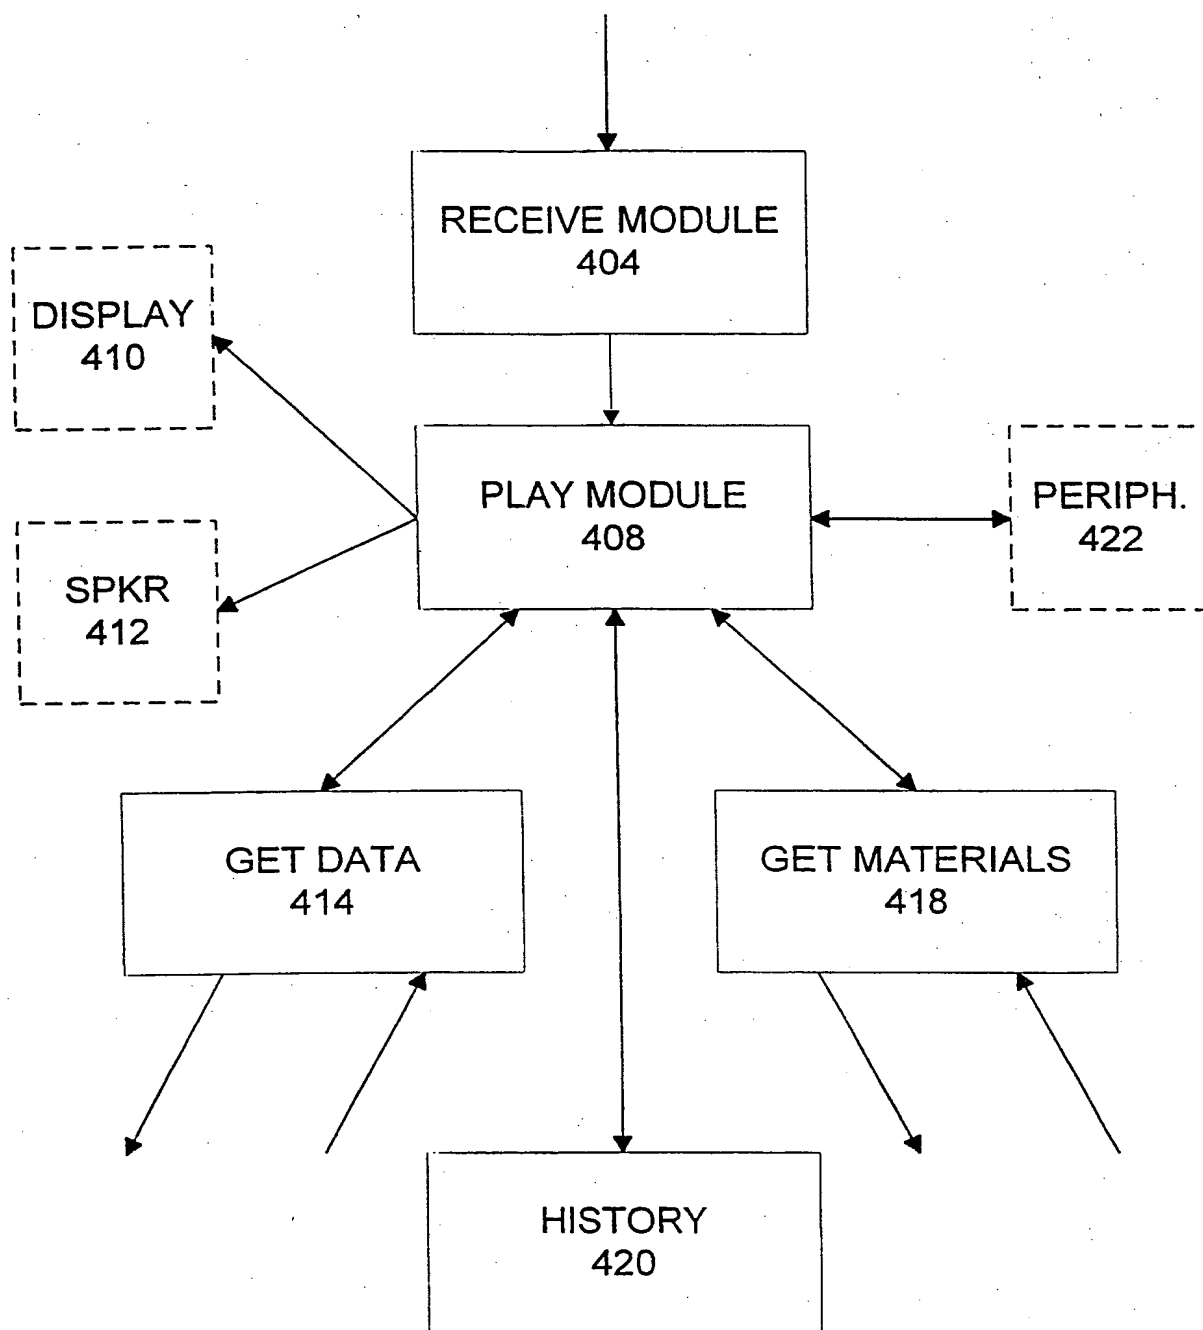 RECEIVE MODULE
404
DISPLAY
410
PLAY MODULE
408
PERIPH.
422
SPKR
412
GET DATA
414
GET MATERIALS
418
HISTORY
420